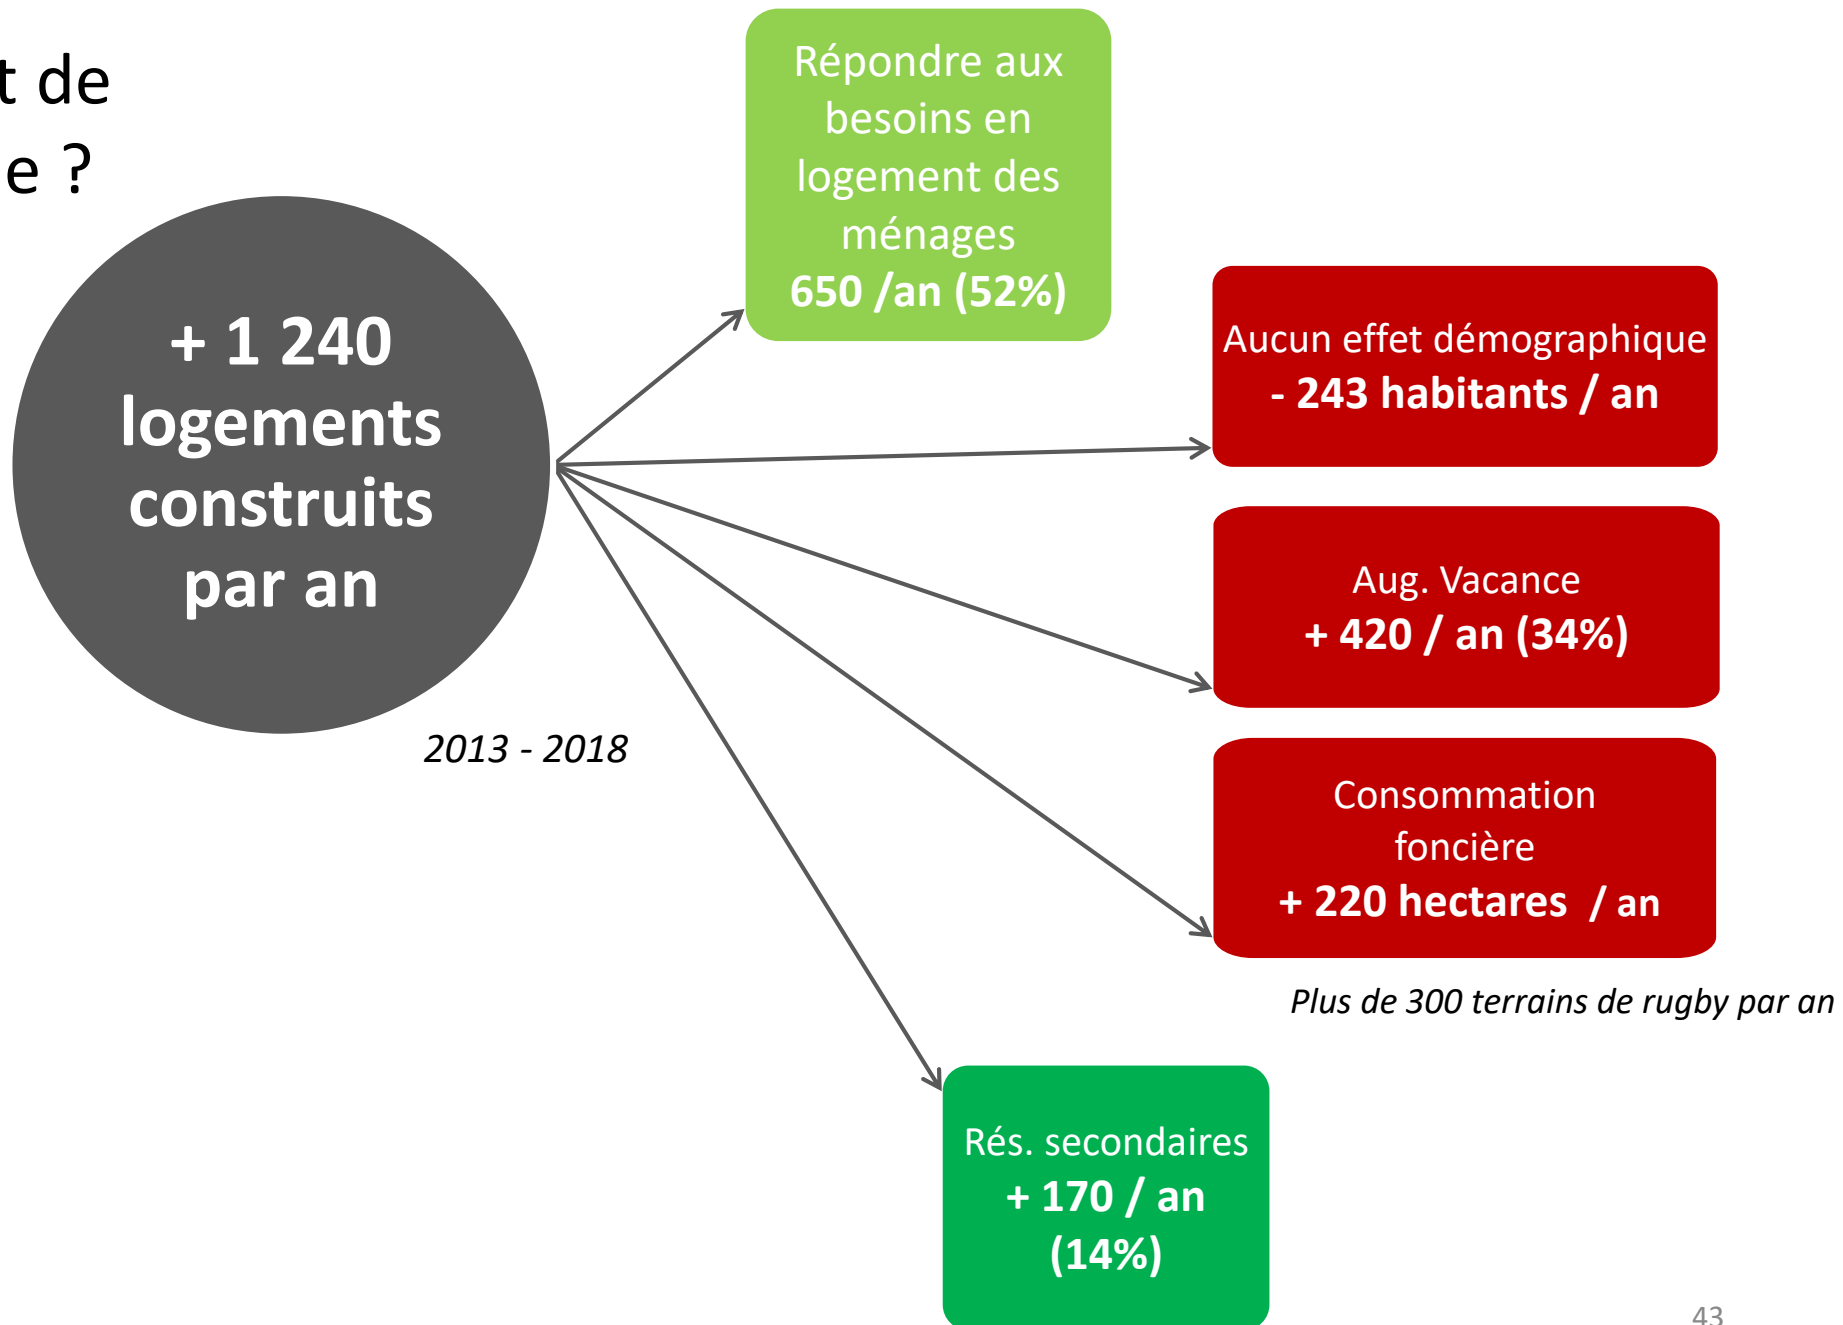 t de
e ?
+ 1 240
logements
construits
par an
2013 - 2018
Répondre aux
besoins en
logement des
ménages
650 /an (52%)
Aucun effet démographique
- 243 habitants / an
Aug. Vacance
+ 420 / an (34%)
Consommation
foncière
+ 220 hectares / an
Plus de 300 terrains de rugby par an
Rés. secondaires
+ 170 / an
(14%)
43